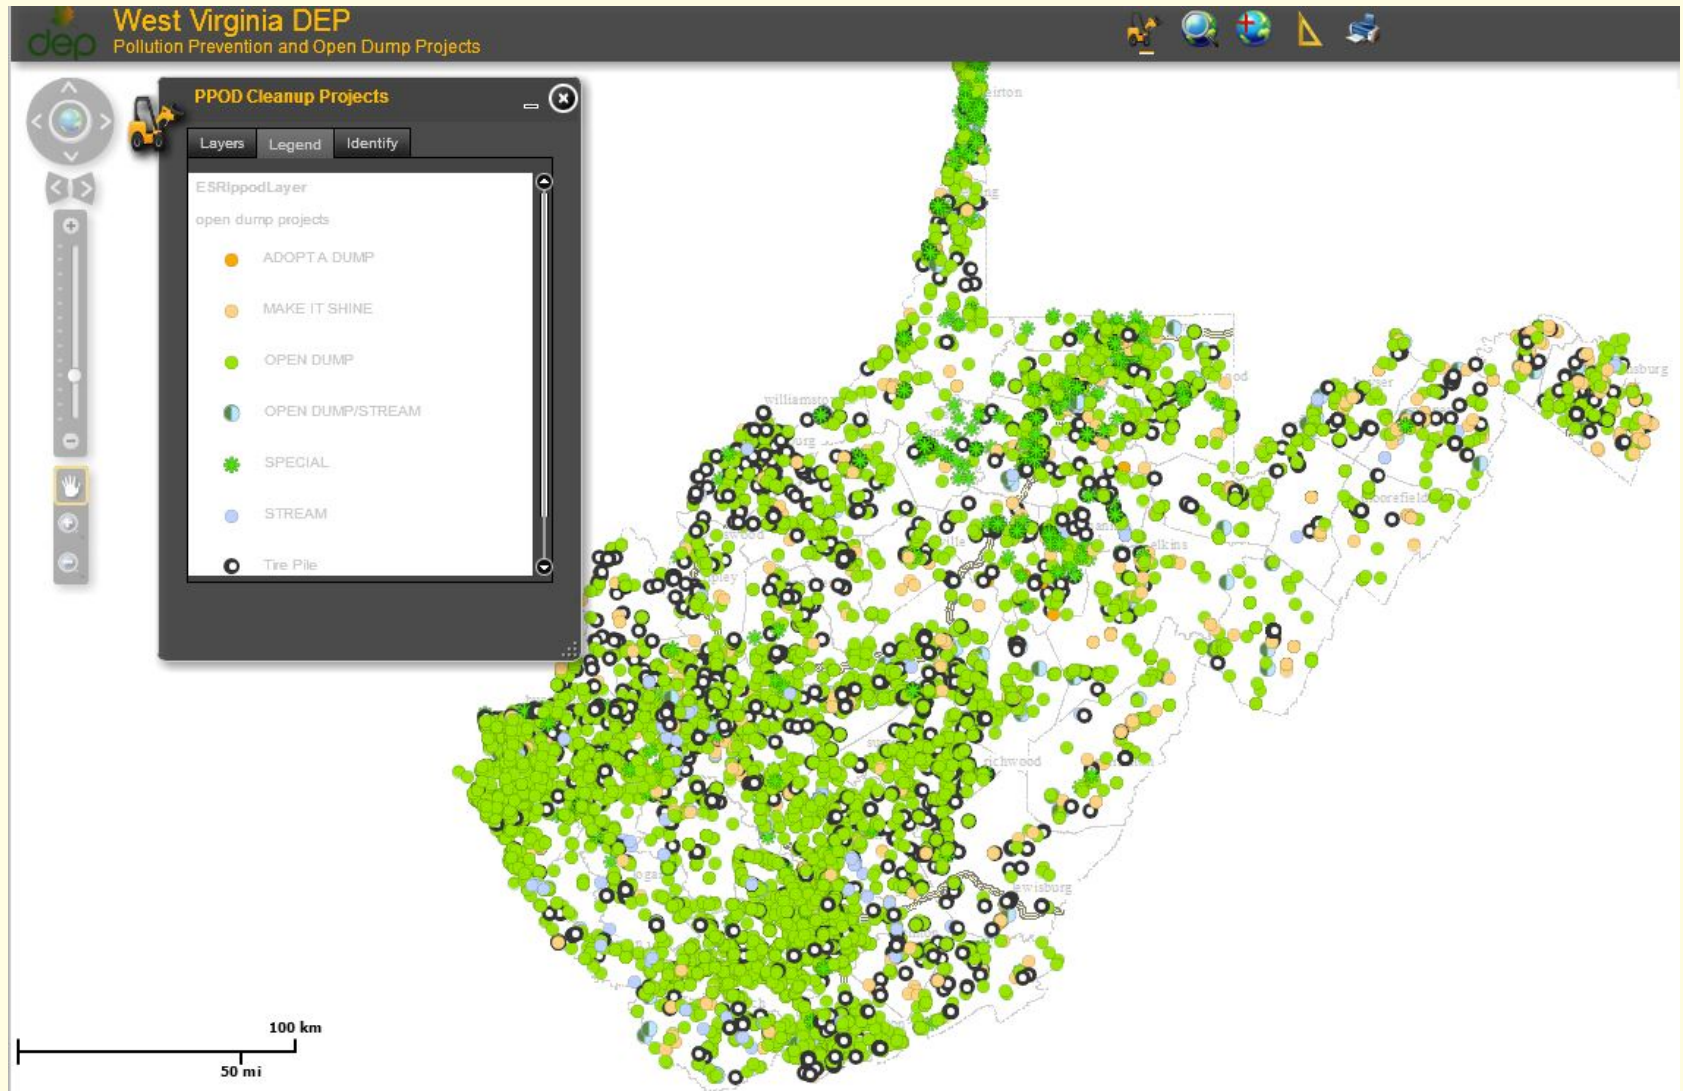 dep
West Virginia DEP
Pollution Prevention and Open Dump Projects
PPOD Cleanup Projects
Layers
Legend
Identify
ESRIppodLayer
open dump projects
ADOPT A DUMP
MAKE IT SHINE
OPEN DUMP
OPEN DUMP/STREAM
SPECIAL
STREAM
Tire Pile
williamsto
elkins
richwood
lewisburg
100 km
50 mi